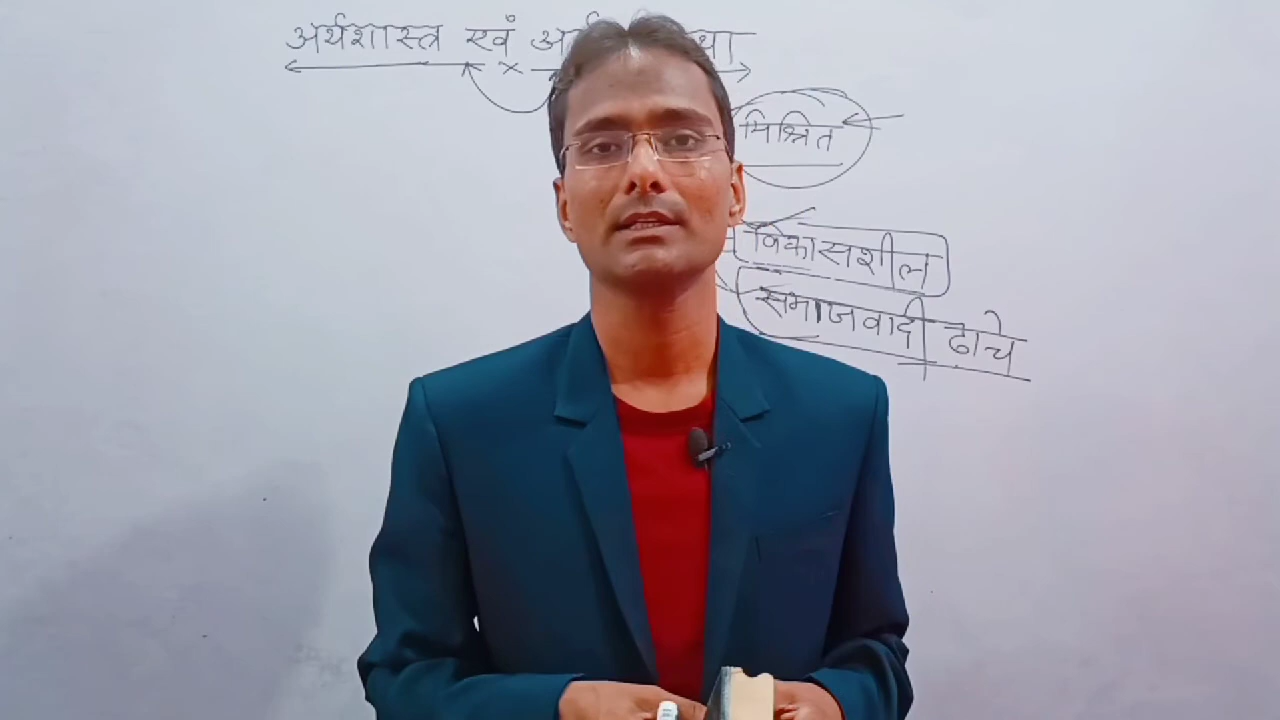 अर्थशास्त्र एवं
मिश्रित
विकासशील
समाजवादी ढाचे